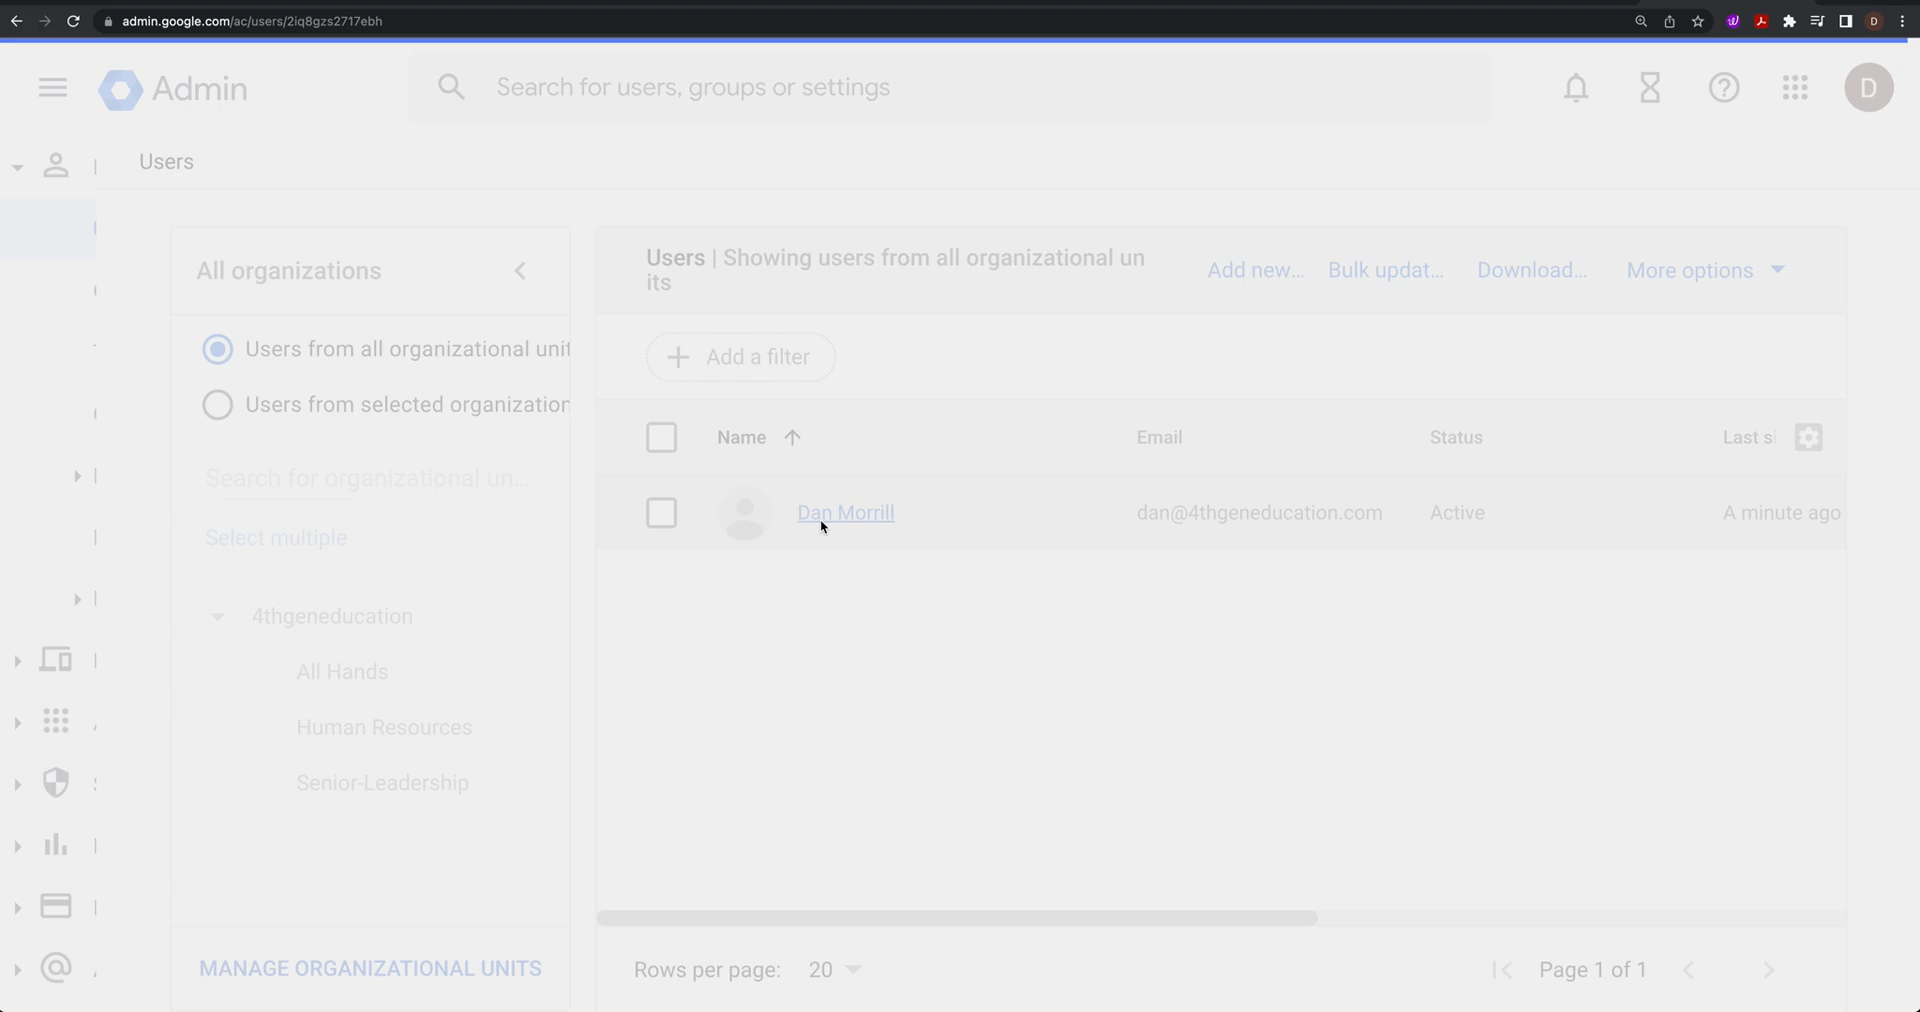 admin.google.com/ac/users/2iq8gzs2717ebh
D
Admin
Search for users, groups or settings
D
Users
All organizations
Users from all organizational unit
Users from selected organization
Search for organizational un...
Select multiple
4thgeneducation
All Hands
Human Resources
Senior-Leadership
MANAGE ORGANIZATIONAL UNITS
Users | Showing users from all organizational un
its
Add new... Bulk updat... Download... More options
Add a filter
Name Email Status Last s
Dan Morrill dan@4thgeneducation.com Active A minute ago
Rows per page: 20 Page 1 of 1